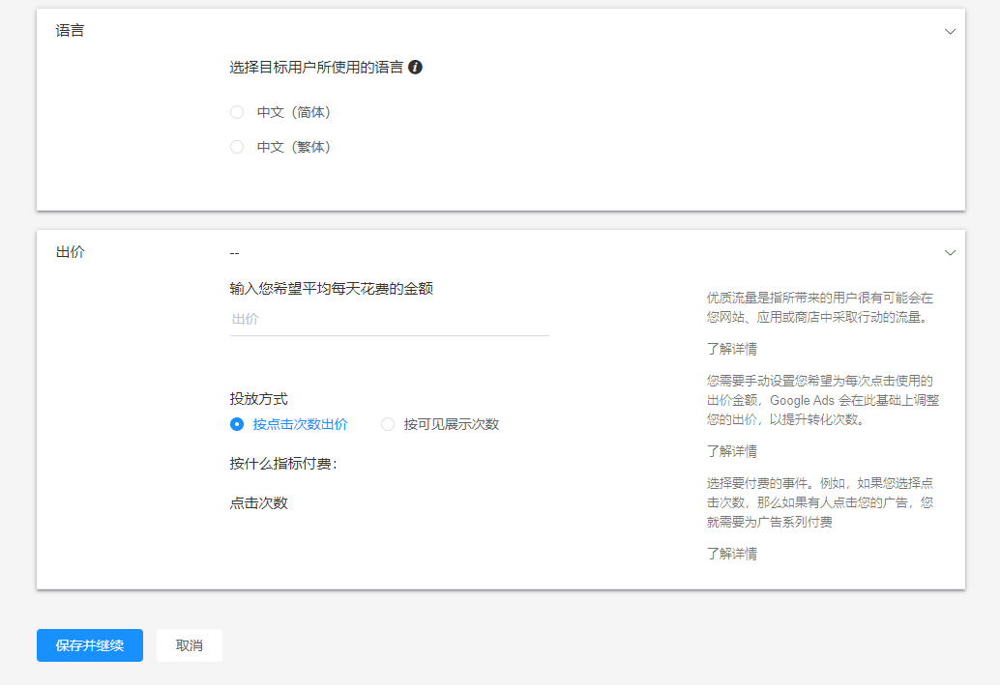 语言
选择目标用户所使用的语言
中文（简体）
中文（繁体）
出价
--
输入您希望平均每天花费的金额
出价
投放方式
按点击次数出价
按可见展示次数
按什么指标付费：
点击次数
优质流量是指所带来的用户很有可能会在
您网站、应用或商店中采取行动的流量。
了解详情
您需要手动设置您希望为每次点击使用的
出价金额，Google Ads 会在此基础上调整
您的出价，以提升转化次数。
了解详情
选择要付费的事件。例如，如果您选择点
击次数，那么如果有人点击您的广告，您
就需要为广告系列付费
了解详情
保存并继续
取消